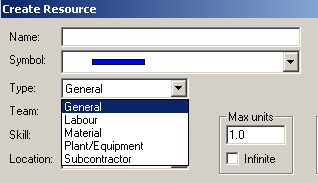 Create Resource
Name:
Symbol:
Type: General
Team:
General
Labour
Material
Plant/Equipment
Subcontractor
Skill:
Location:
Max units
1.0
Infinite